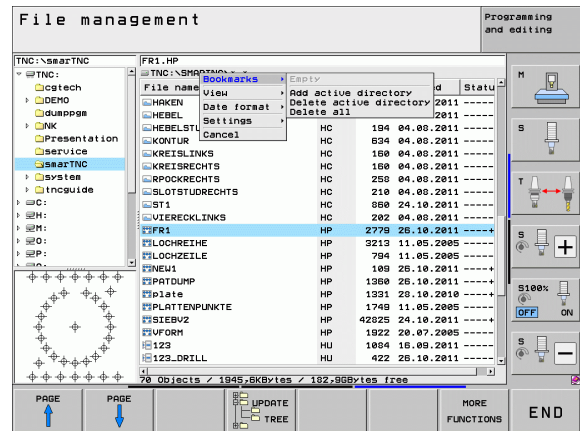 File management
Programming
and editing
TNC:\smarTNC
FR1.HP
TNC:
cgtech
DEMO
dumppgm
NK
Presentation
service
smarTNC
system
tncguide
C:
H:
M:
O:
P:
TNC:\SMARTNC\*.*
File name
Statu
Bookmarks
View
Date format
Settings
Cancel
Empty
Add active directory
Delete active directory
Delete all
HAKEN 2011 -----
HEBEL 2011 -----
HEBELSTU HC 194 04.08.2011 -----
KONTUR HC 634 04.08.2011 -----
KREISLINKS HC 160 04.08.2011 -----
KREISRECHTS HC 160 04.08.2011 -----
RPOCKRECHTS HC 258 04.08.2011 -----
SLOTSTUDRECHTS HC 210 04.08.2011 -----
ST1 HC 860 24.10.2011 -----
VIERECKLINKS HC 202 04.08.2011 -----
FR1 HP 2779 26.10.2011 -----+
LOCHREIHE HP 3213 11.05.2005 -----
LOCHZEILE HP 794 11.05.2005 -----
NEW1 HP 109 26.10.2011 -----+
PATDUMP HP 1360 26.10.2011 -----+
plate HP 1331 28.10.2010 -----+
PLATTENPUNKTE HP 1749 11.05.2005 -----
SIEBV2 HP 42825 24.10.2011 -----+
VFORM HP 1922 20.07.2005 -----
123 HU 1084 16.09.2011 -----
123_DRILL HU 422 26.10.2011 -----
70 Objects / 1945,6KBytes / 182,9GBytes free
M
S
T
S
S100%
OFF ON
S
PAGE
PAGE
UPDATE
TREE
MORE
FUNCTIONS
END